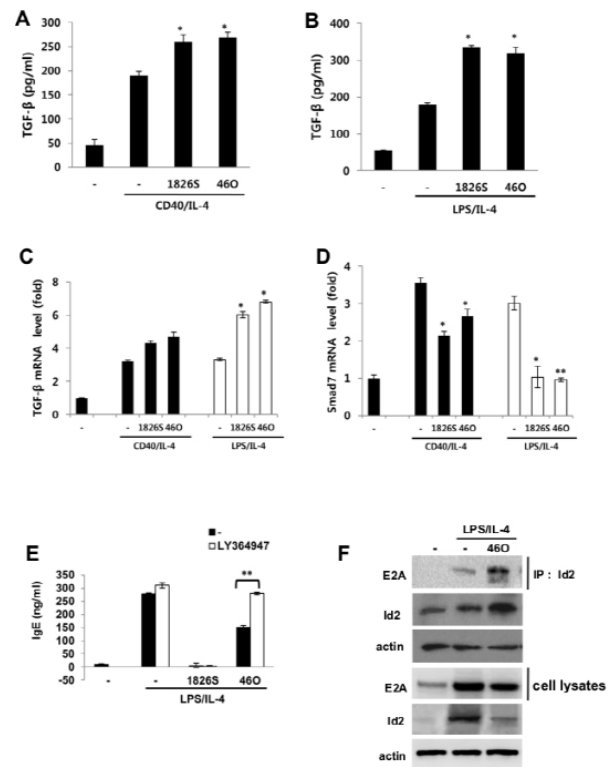 A
TGF-β (pg/ml)
300
250
200
150
100
50
0
*
*
-
-
1826S
46O
CD40/IL-4
B
TGF-β (pg/ml)
400
300
200
100
0
*
*
-
-
1826S
46O
LPS/IL-4
C
TGF-β mRNA level (fold)
8
6
4
2
0
*
*
-
-
1826S 46O
-
1826S 46O
CD40/IL-4
LPS/IL-4
D
Smad7 mRNA level (fold)
4
3
2
1
0
*
*
*
**
-
-
1826S 46O
-
1826S 46O
CD40/IL-4
LPS/IL-4
E
-
LY364947
IgE (ng/ml)
350
300
250
200
150
100
50
0
-50
**
-
-
1826S
46O
LPS/IL-4
F
LPS/IL-4
-
-
46O
E2A
IP : Id2
Id2
actin
E2A
cell lysates
Id2
actin